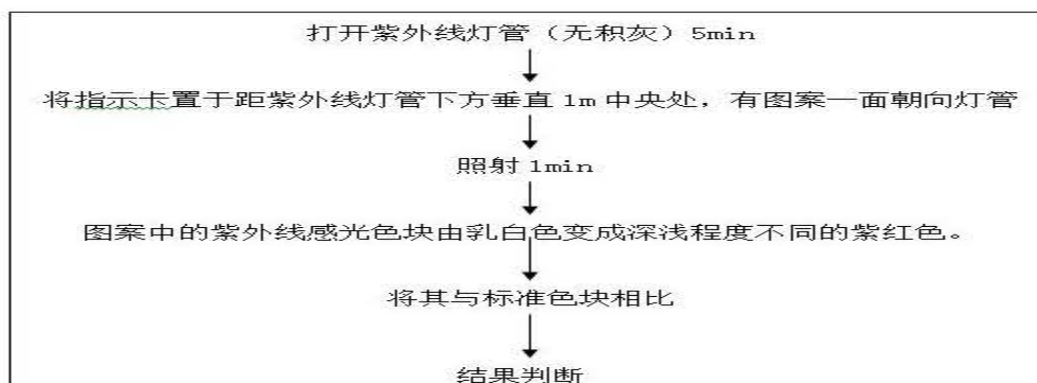 打开紫外线灯管（无积灰）5min
将指示卡置于距紫外线灯管下方垂直1m中央处，有图案一面朝向灯管
照射1min
图案中的紫外线感光色块由乳白色变成深浅程度不同的紫红色。
将其与标准色块相比
结果判断